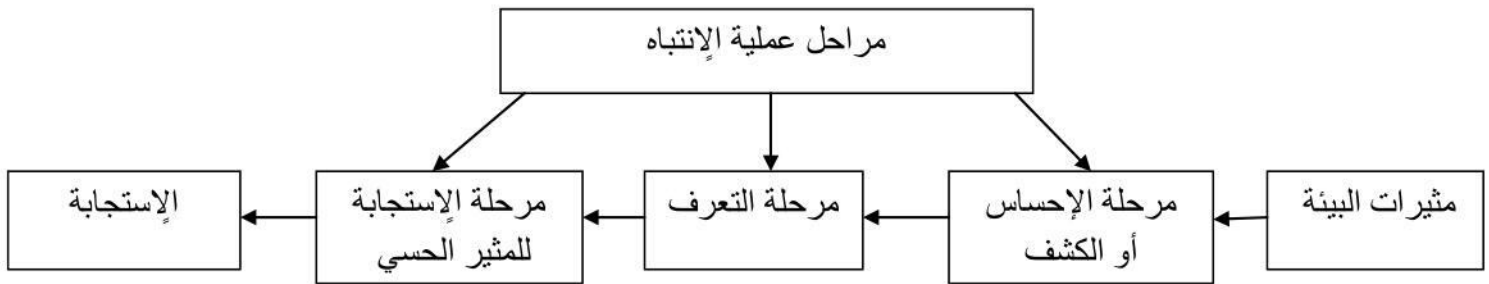 مراحل عملية الإنتباه
مثيرات البيئة
مرحلة الإحساس
أو الكشف
مرحلة التعرف
مرحلة الإستجابة
للمثير الحسي
الإستجابة